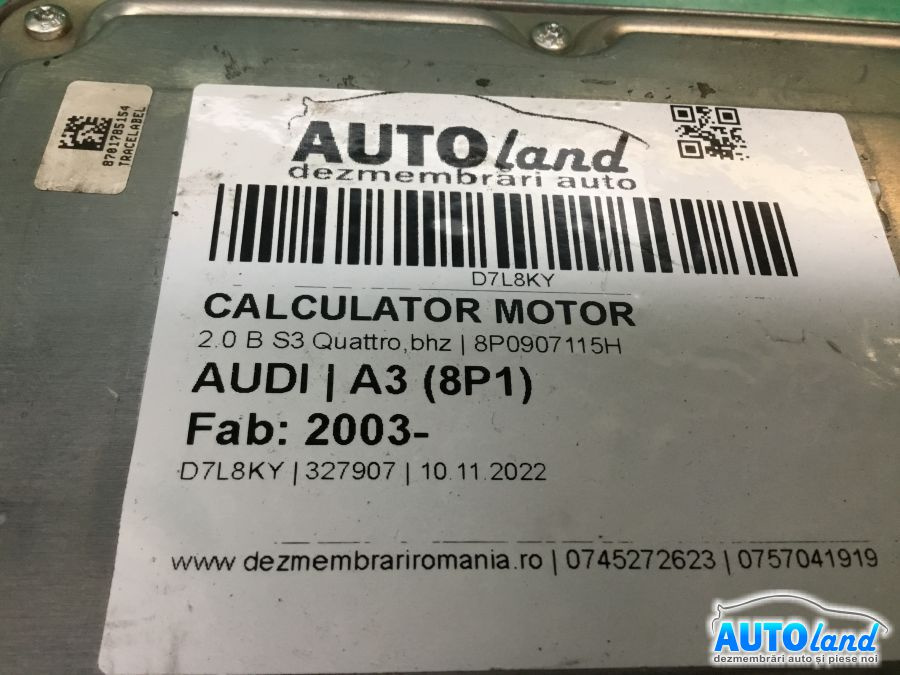 8701785154
TRACELABEL
AUTOland
dezmembrări auto
D7L8KY
CALCULATOR MOTOR
2.0 B S3 Quattro,bhz | 8P0907115H
AUDI | A3 (8P1)
Fab: 2003-
D7L8KY | 327907 | 10.11.2022
www.dezmembrariromania.ro | 0745272623 | 0757041919
AUTOland
dezmembrări auto și piese noi